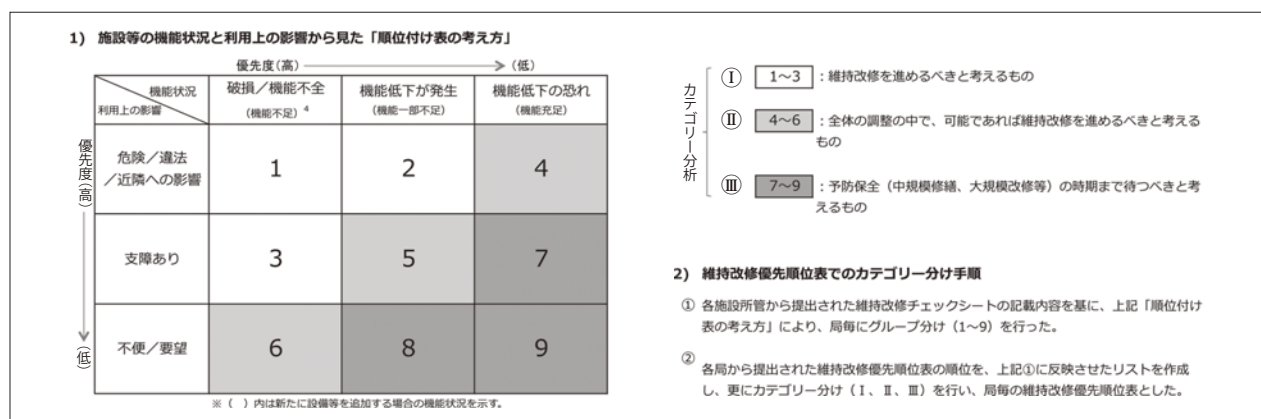 1) 施設等の機能状況と利用上の影響から見た「順位付け表の考え方」
優先度(高) (低)
機能状況
利用上の影響
破損/機能不全
(機能不足) 4
機能低下が発生
(機能一部不足)
機能低下の恐れ
(機能充足)
優先度(高)
(低)
危険/違法
/近隣への影響
1 2 4
支障あり 3 5 7
不便/要望 6 8 9
※( )内は新たに設備等を追加する場合の機能状況を示す。
カテゴリー分析
Ⅰ 1~3 :維持改修を進めるべきと考えるもの
Ⅱ 4~6 :全体の調整の中で、可能であれば維持改修を進めるべきと考える
もの
Ⅲ 7~9 :予防保全(中規模修繕、大規模改修等)の時期まで待つべきと考
えるもの
2) 維持改修優先順位表でのカテゴリー分け手順
① 各施設所管から提出された維持改修チェックシートの記載内容を基に、上記「順位付け
表の考え方」により、局毎にグループ分け(1~9)を行った。
② 各局から提出された維持改修優先順位表の順位を、上記①に反映させたリストを作成
し、更にカテゴリー分け(Ⅰ、Ⅱ、Ⅲ)を行い、局毎の維持改修優先順位表とした。